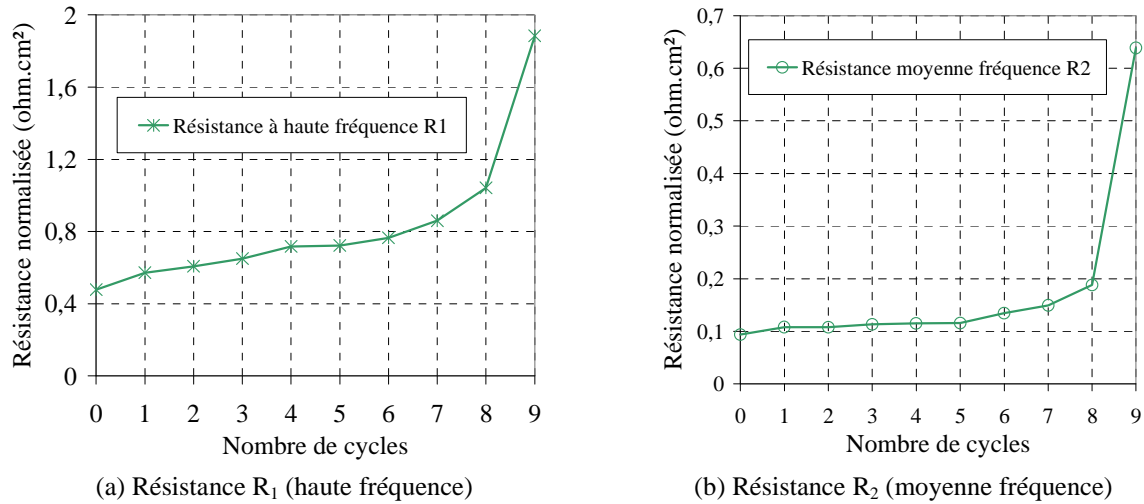 Résistance normalisée (ohm.cm²)
2
1,6
1,2
0,8
0,4
0
Résistance à haute fréquence R1
0 1 2 3 4 5 6 7 8 9
Nombre de cycles
(a) Résistance R₁ (haute fréquence)
Résistance normalisée (ohm.cm²)
0,7
0,6
0,5
0,4
0,3
0,2
0,1
0
Résistance moyenne fréquence R2
0 1 2 3 4 5 6 7 8 9
Nombre de cycles
(b) Résistance R₂ (moyenne fréquence)